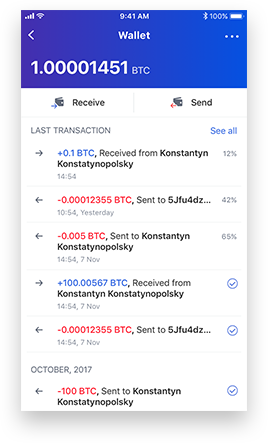 9:41 AM 100%
Wallet
1.00001451 BTC
Receive Send
LAST TRANSACTION See all
+0.1 BTC, Received from Konstantyn 12%
Konstatynopolsky
14:54
-0.00012355 BTC, Sent to 5Jfu4dz... 42%
10:54, Yesterday
-0.005 BTC, Sent to Konstantyn 65%
Konstatynopolsky
14:54, 7 Nov
+100.00567 BTC, Received from
Konstantyn Konstatynopolsky
14:54, 7 Nov
-0.00012355 BTC, Sent to 5Jfu4dz...
14:54, 7 Nov
OCTOBER, 2017
-100 BTC, Sent to Konstantyn
Konstatynopolsky